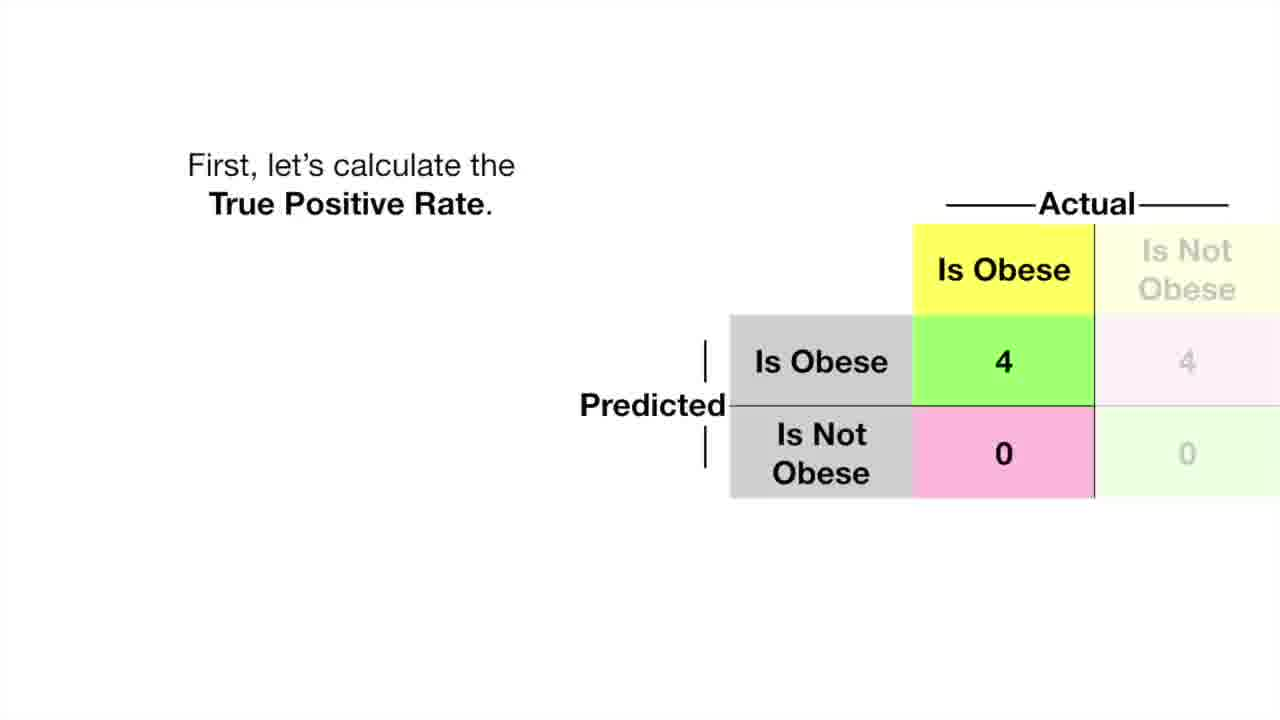 First, let's calculate the
True Positive Rate.
Actual
Is Obese
Is Not
Obese
Is Obese
4
4
Predicted
Is Not
Obese
0
0